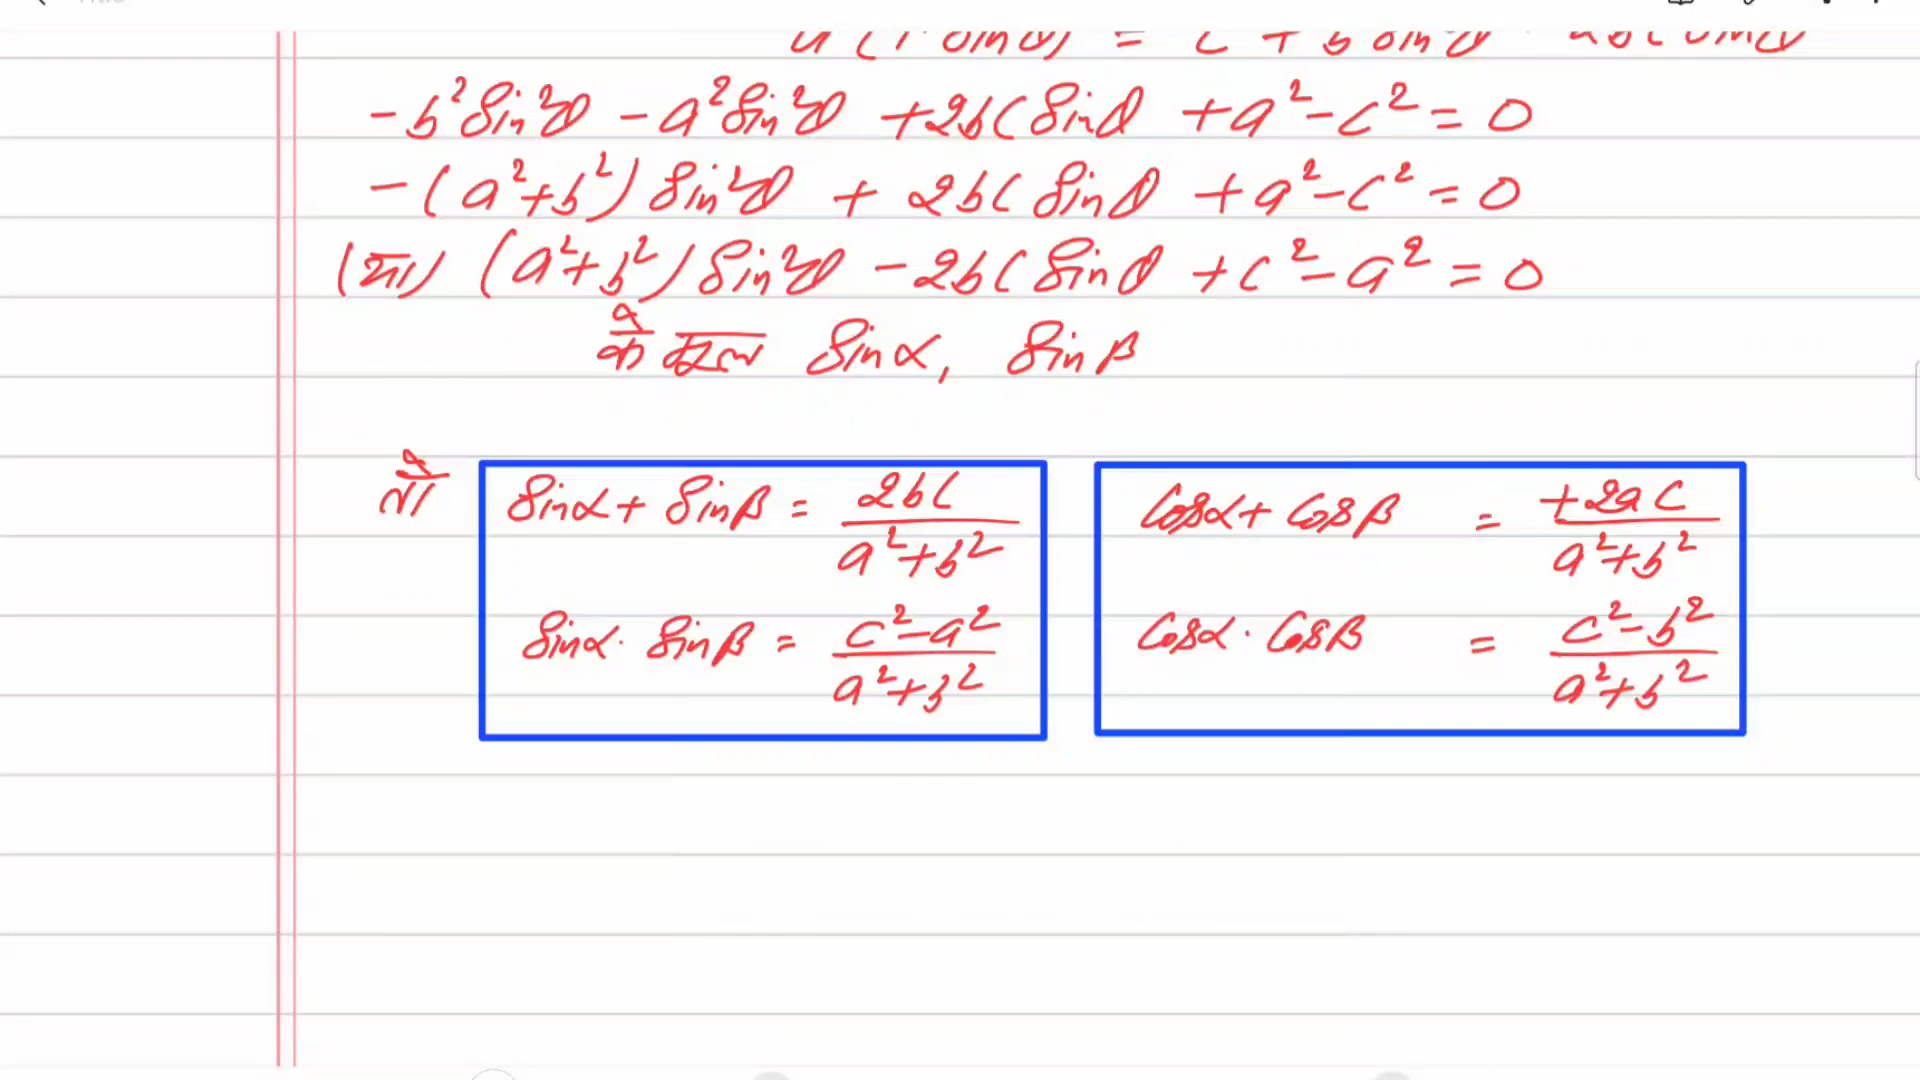 -b²Sin²θ - a²Sin²θ + 2bc Sinθ + a² - c² = 0
-(a²+b²) Sin²θ + 2bc Sinθ + a² - c² = 0
(या) (a²+b²) Sin²θ - 2bc Sinθ + c² - a² = 0
के Sinα, Sinβ
तो Sinα + Sinβ = 2bc / (a²+b²)
Sinα · Sinβ = (c²-a²) / (a²+b²)
Cosα + Cosβ = +2ac / (a²+b²)
Cosα · Cosβ = (c²-b²) / (a²+b²)